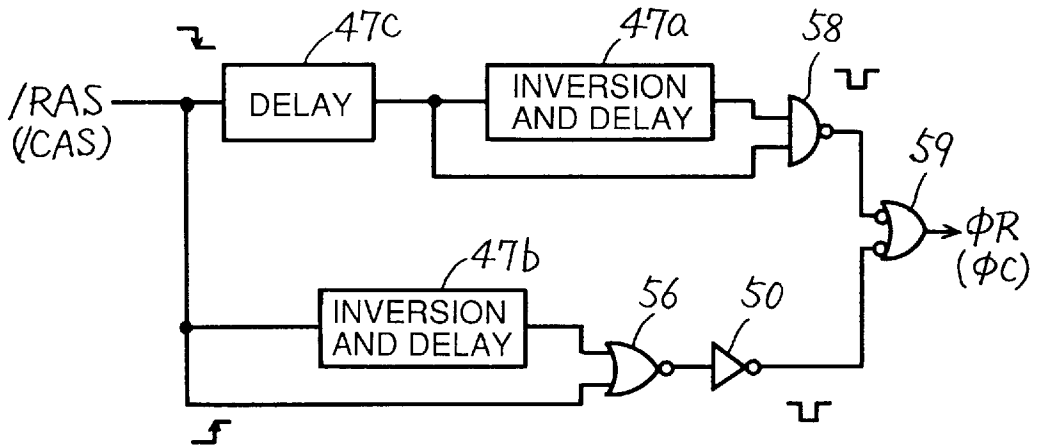 47c
47a
58
/RAS
(/CAS)
DELAY
INVERSION
AND DELAY
59
ΦR
(ΦC)
47b
INVERSION
AND DELAY
56
50